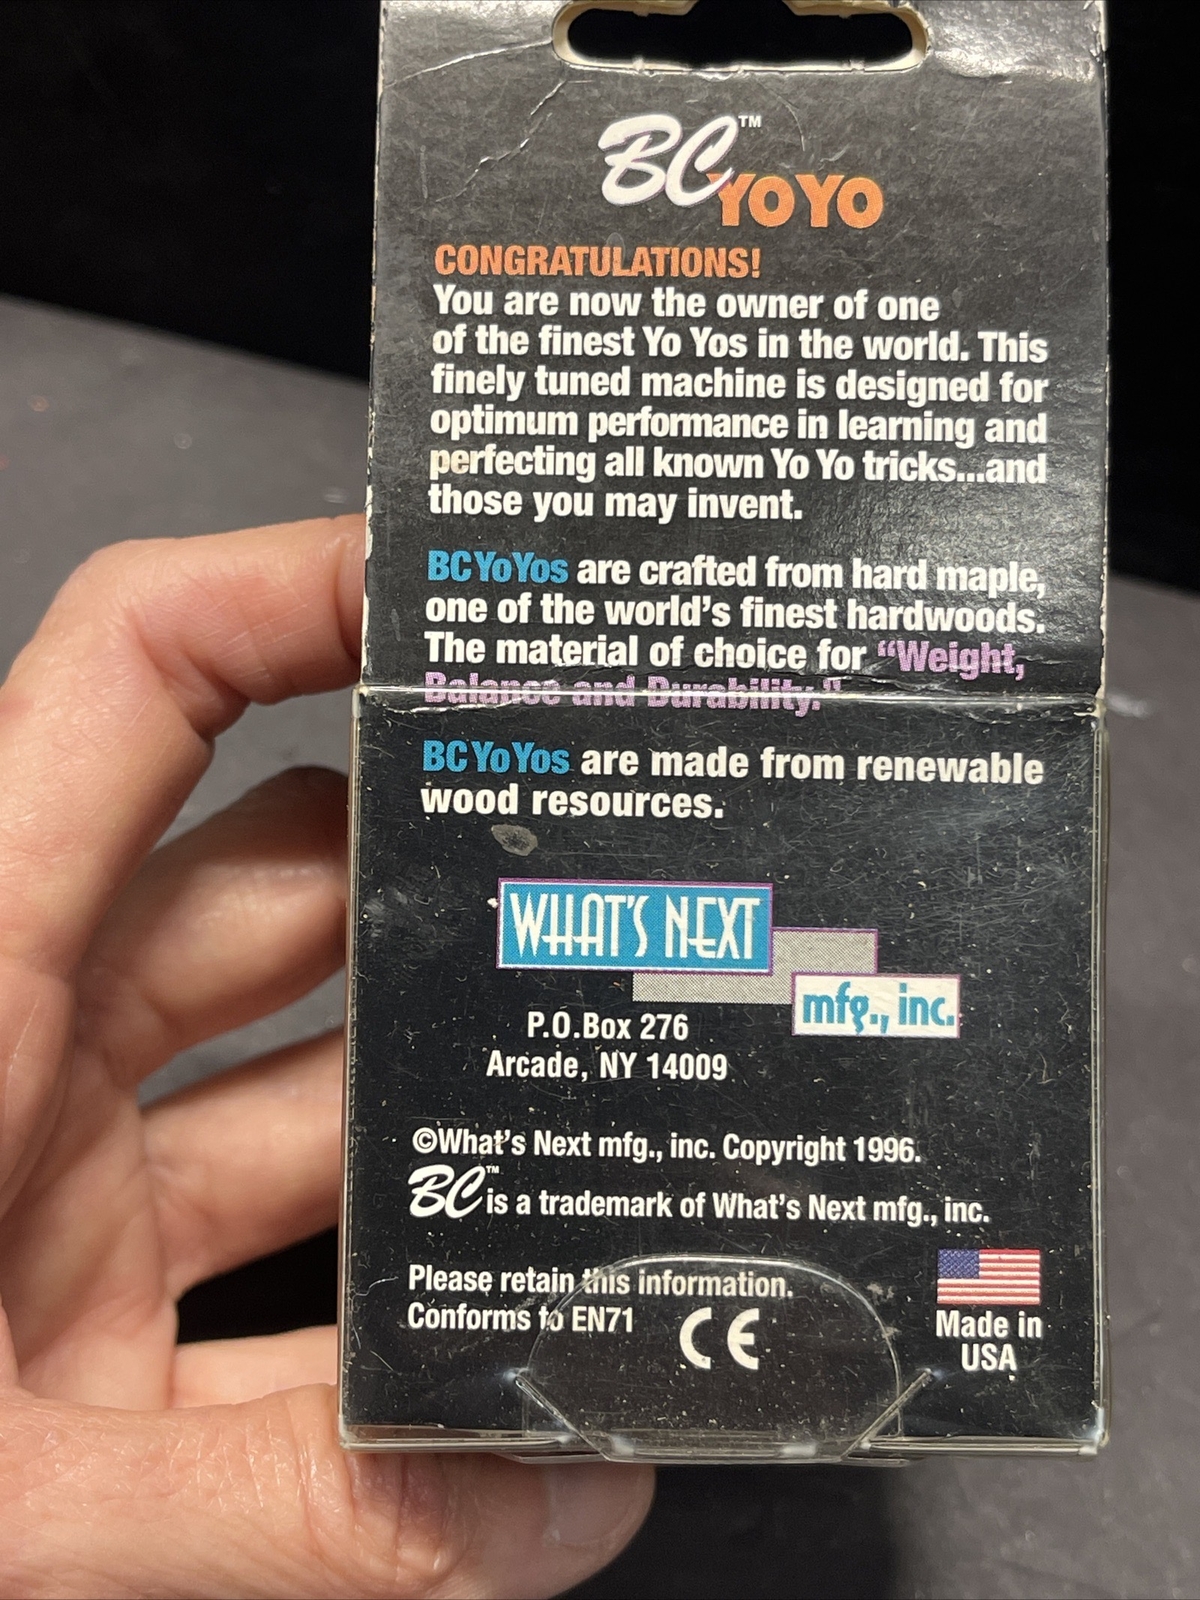 BC™
YO YO
CONGRATULATIONS!
You are now the owner of one
of the finest Yo Yos in the world. This
finely tuned machine is designed for
optimum performance in learning and
perfecting all known Yo Yo tricks...and
those you may invent.
BC YoYos are crafted from hard maple,
one of the world's finest hardwoods.
The material of choice for "Weight,
Balance and Durability."
BC YoYos are made from renewable
wood resources.
WHAT'S NEXT
mfg., inc.
P.O.Box 276
Arcade, NY 14009
©What's Next mfg., inc. Copyright 1996.
BC™ is a trademark of What's Next mfg., inc.
Please retain this information.
Conforms to EN71
CE
Made in
USA